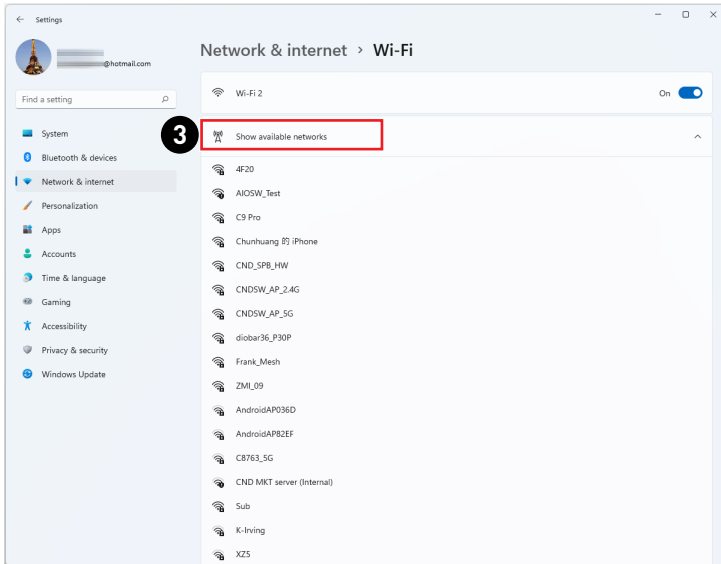 Settings
@hotmail.com
Find a setting
System
Bluetooth & devices
Network & internet
Personalization
Apps
Accounts
Time & language
Gaming
Accessibility
Privacy & security
Windows Update
Network & internet > Wi-Fi
Wi-Fi 2
On
3
Show available networks
4F20
AIOSW_Test
C9 Pro
Chunhuang 的 iPhone
CND_SPB_HW
CNDSW_AP_2.4G
CNDSW_AP_5G
diobar36_P30P
Frank_Mesh
ZMI_09
AndroidAP036D
AndroidAP82EF
C8763_5G
CND MKT server (Internal)
Sub
K-Irving
XZ5